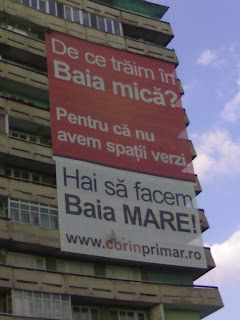 De ce trăim în
Baia mică?
Pentru că nu
avem spații verzi
Hai să facem
Baia MARE!
www.corinprimar.ro